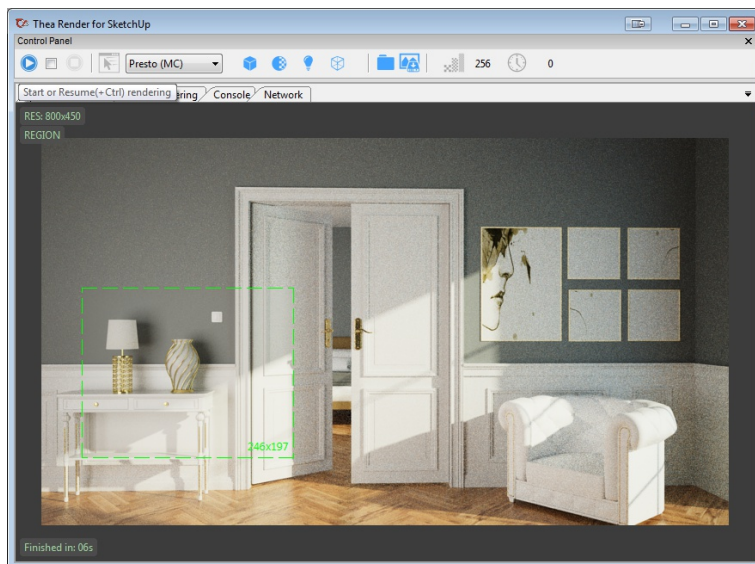 Thea Render for SketchUp
Control Panel
Presto (MC)
256
0
Start or Resume(+Ctrl) rendering
ering
Console
Network
RES: 800x450
REGION
246x197
Finished in: 06s